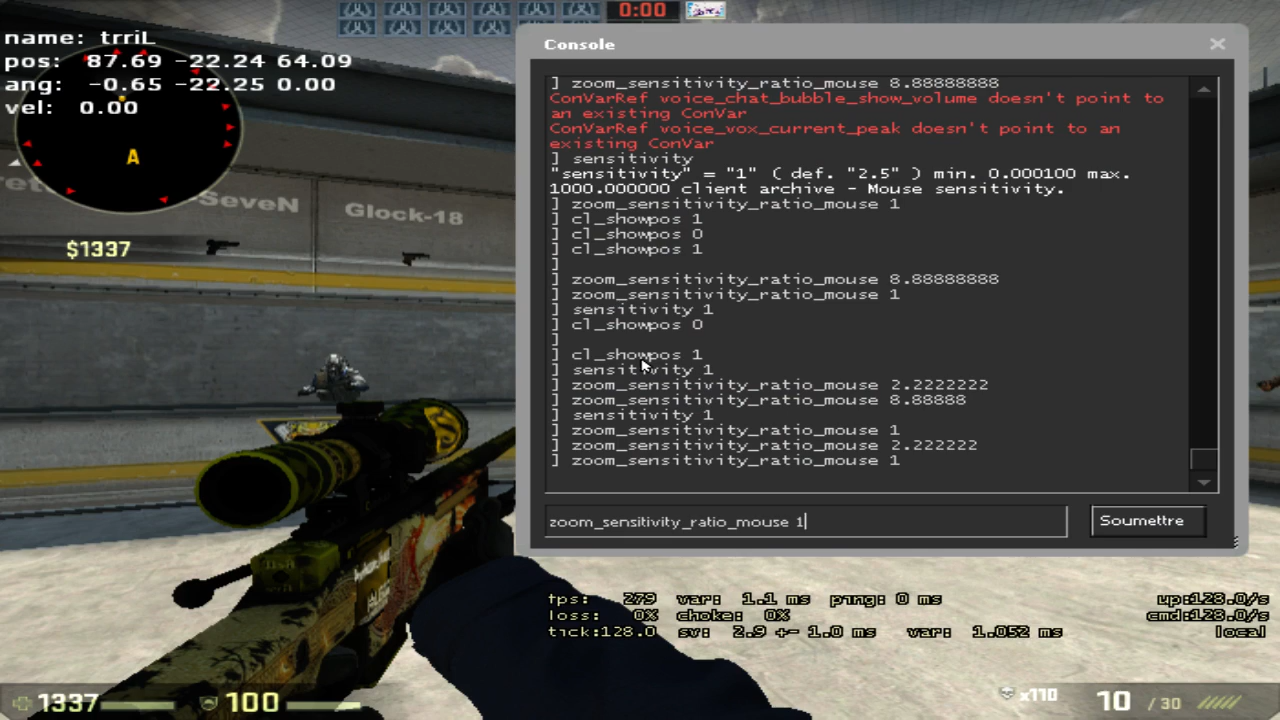 0:00
name: trriL
pos: 87.69 -22.24 64.09
ang: -0.65 -22.25 0.00
vel: 0.00
A
SeveN
Glock-18
$1337
Console
] zoom_sensitivity_ratio_mouse 8.88888888
ConVarRef voice_chat_bubble_show_volume doesn't point to
an existing ConVar
ConVarRef voice_vox_current_peak doesn't point to an
existing ConVar
] sensitivity
"sensitivity" = "1" ( def. "2.5" ) min. 0.000100 max.
1000.000000 client archive - Mouse sensitivity.
] zoom_sensitivity_ratio_mouse 1
] cl_showpos 1
] cl_showpos 0
] cl_showpos 1
]
] zoom_sensitivity_ratio_mouse 8.88888888
] zoom_sensitivity_ratio_mouse 1
] sensitivity 1
] cl_showpos 0
]
] cl_showpos 1
] sensitivity 1
] zoom_sensitivity_ratio_mouse 2.2222222
] zoom_sensitivity_ratio_mouse 8.88888
] sensitivity 1
] zoom_sensitivity_ratio_mouse 1
] zoom_sensitivity_ratio_mouse 2.222222
] zoom_sensitivity_ratio_mouse 1
zoom_sensitivity_ratio_mouse 1
Soumettre
fps: 279 var: 1.1 ms ping: 0 ms up:128.0/s
loss: 0% choke: 0% cmd:128.0/s
tick:128.0 sv: 2.9 +- 1.0 ms var: 1.052 ms local
1337 100
x110 10 / 30